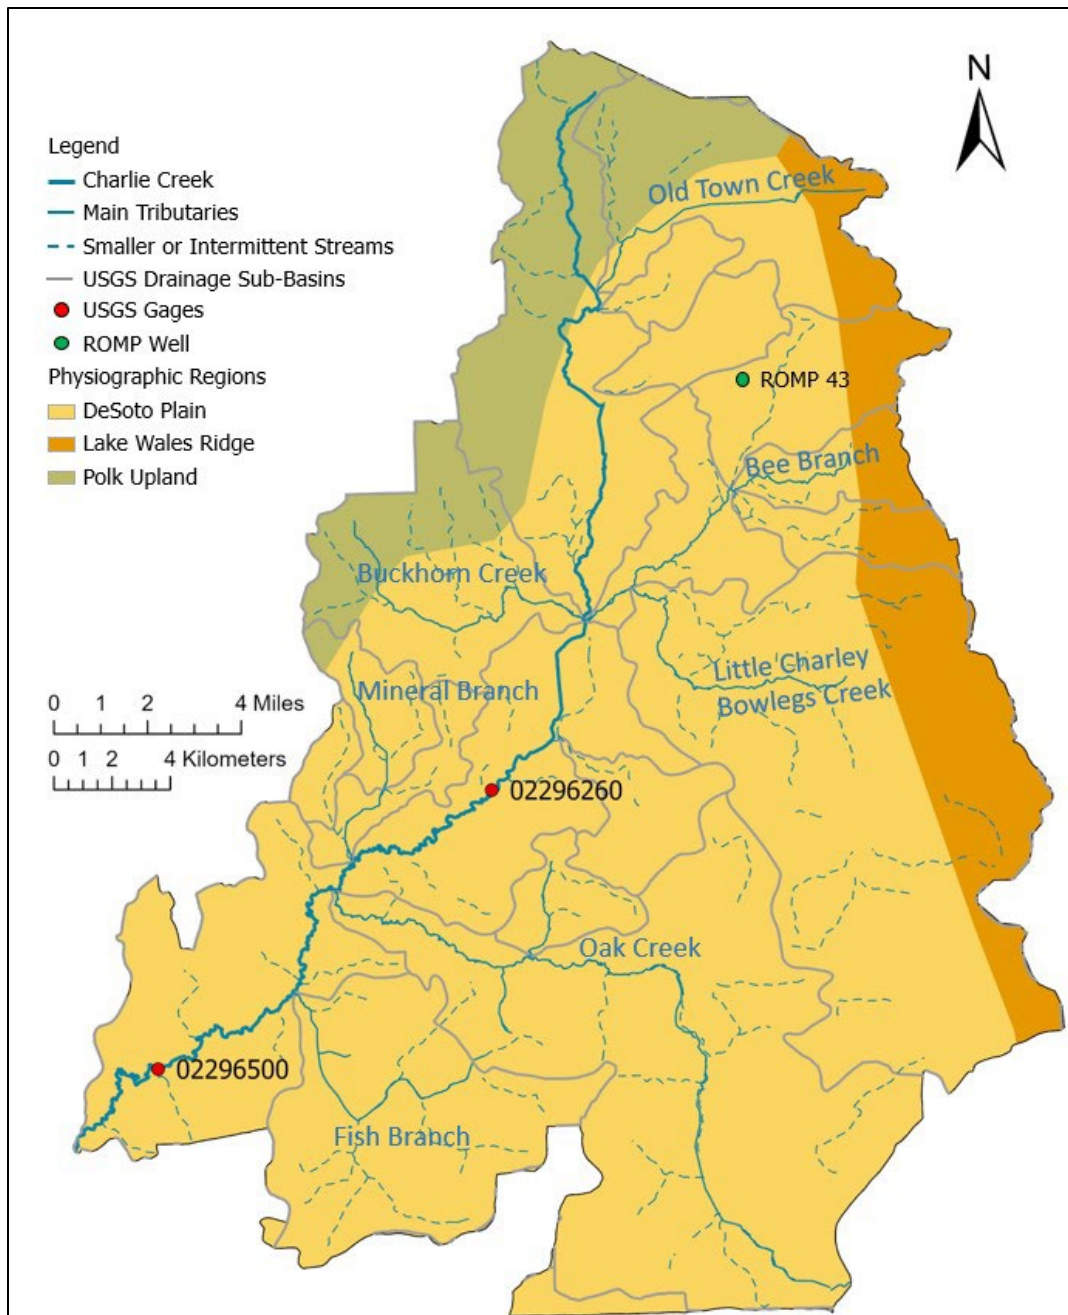 N
Legend
Charlie Creek
Main Tributaries
Smaller or Intermittent Streams
USGS Drainage Sub-Basins
USGS Gages
ROMP Well
Physiographic Regions
DeSoto Plain
Lake Wales Ridge
Polk Upland
Old Town Creek
ROMP 43
Bee Branch
Buckhorn Creek
Little Charley
Bowlegs Creek
Mineral Branch
0 1 2 4 Miles
0 1 2 4 Kilometers
02296260
Oak Creek
02296500
Fish Branch